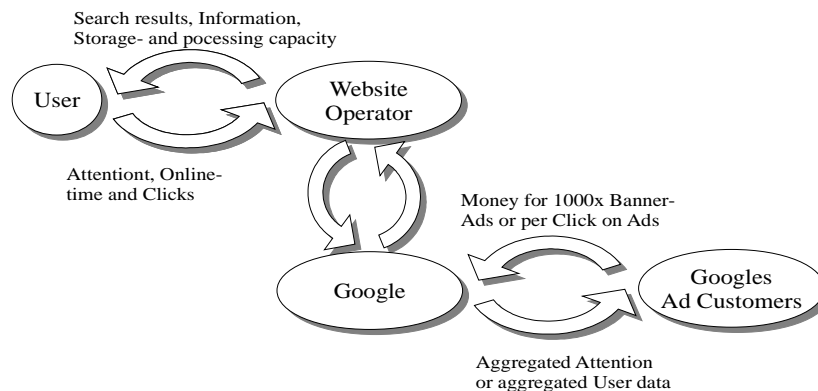 Search results, Information,
Storage- and pocessing capacity
User
Website
Operator
Attentiont, Online-
time and Clicks
Money for 1000x Banner-
Ads or per Click on Ads
Google
Googles
Ad Customers
Aggregated Attention
or aggregated User data